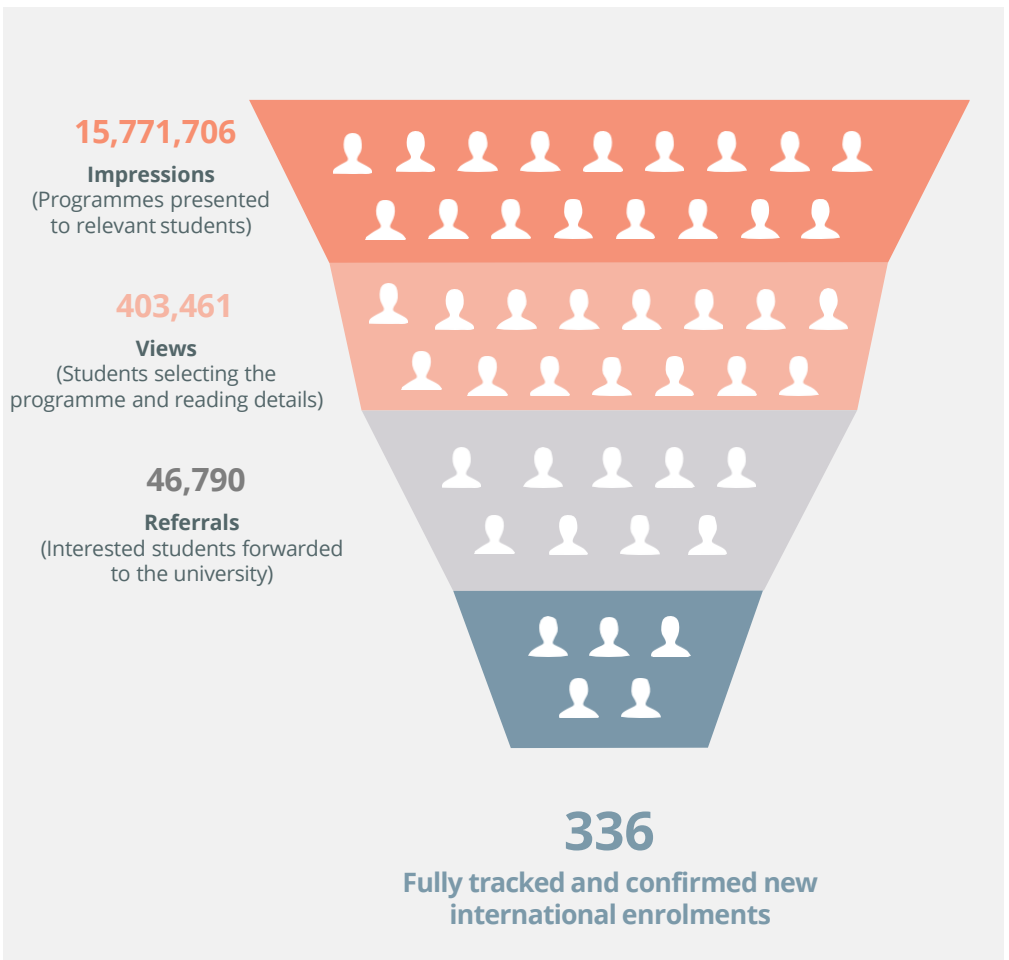 15,771,706
Impressions
(Programmes presented
to relevant students)
403,461
Views
(Students selecting the
programme and reading details)
46,790
Referrals
(Interested students forwarded
to the university)
336
Fully tracked and confirmed new
international enrolments